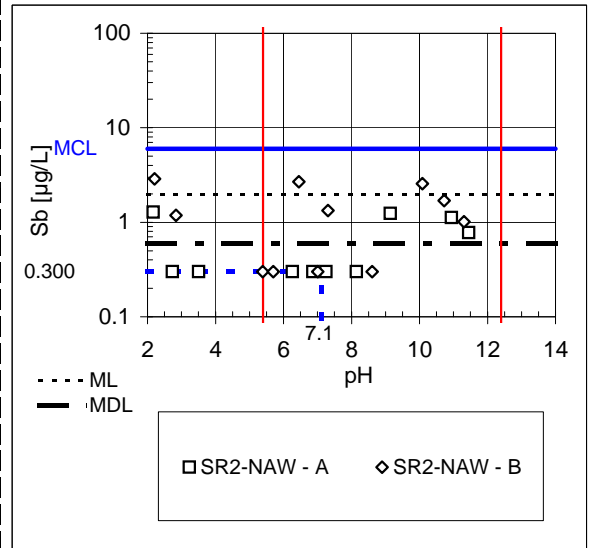 100
10
1
0.1
Sb [µg/L]
MCL
0.300
7.1
2 4 6 8 10 12 14
pH
ML
MDL
SR2-NAW - A SR2-NAW - B